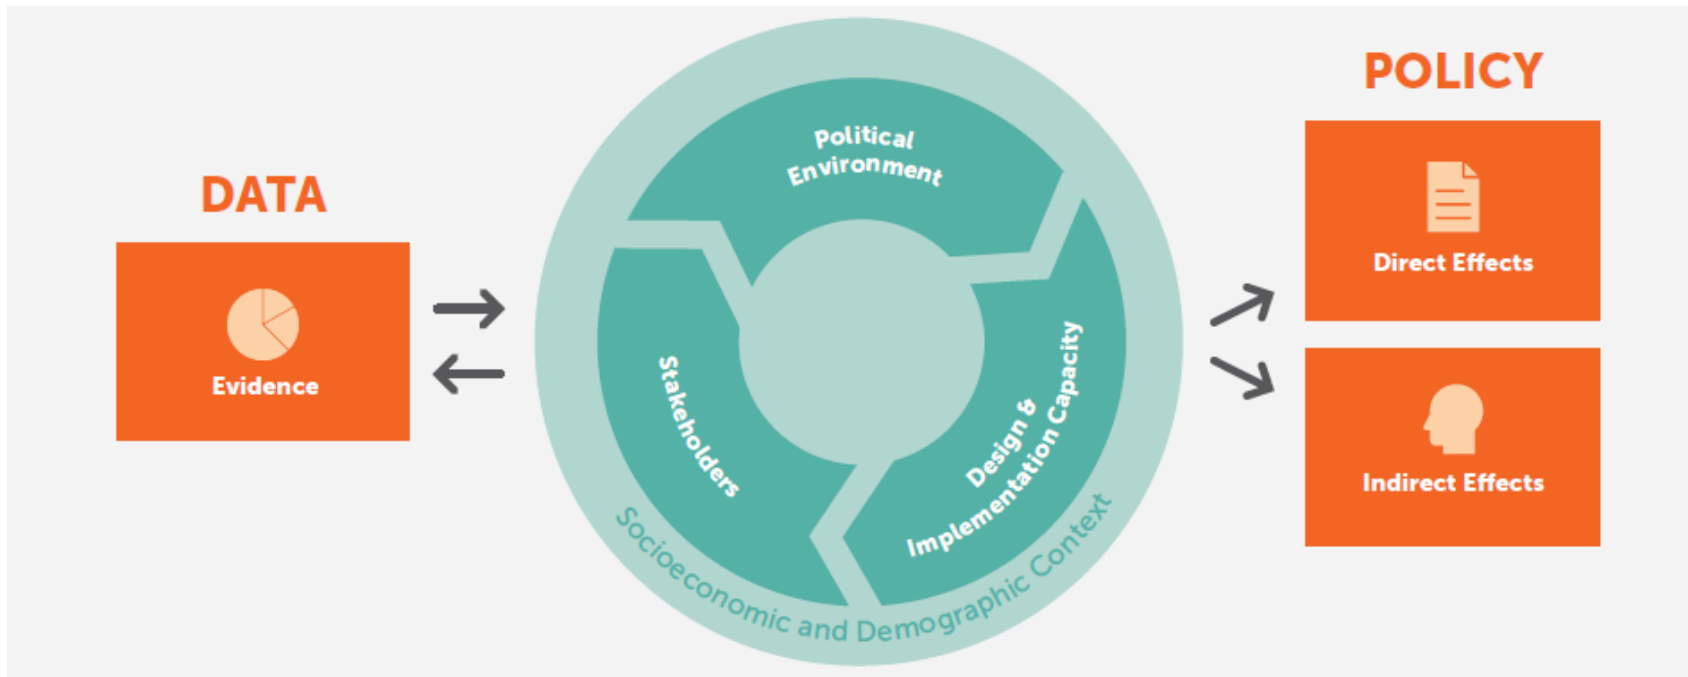 DATA
Evidence
Political
Environment
Stakeholders
Design &
Implementation Capacity
Socioeconomic and Demographic Context
POLICY
Direct Effects
Indirect Effects